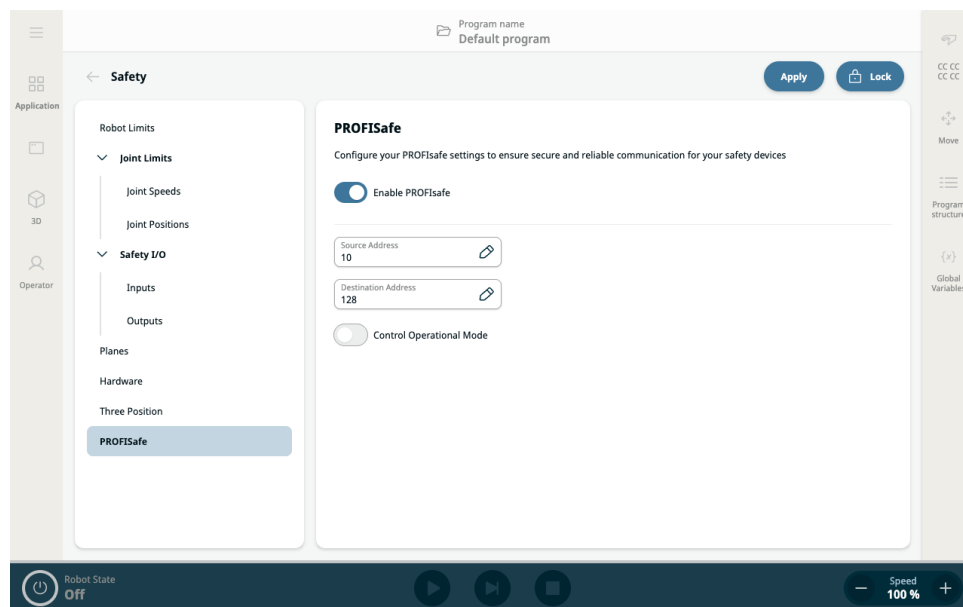 Program name
Default program
Safety
Apply
Lock
CC CC
CC CC
Application
Move
3D
Program
structure
Operator
Global
Variables
Robot Limits
Joint Limits
Joint Speeds
Joint Positions
Safety I/O
Inputs
Outputs
Planes
Hardware
Three Position
PROFISafe
PROFISafe
Configure your PROFIsafe settings to ensure secure and reliable communication for your safety devices
Enable PROFIsafe
Source Address
10
Destination Address
128
Control Operational Mode
Robot State
Off
Speed
100 %